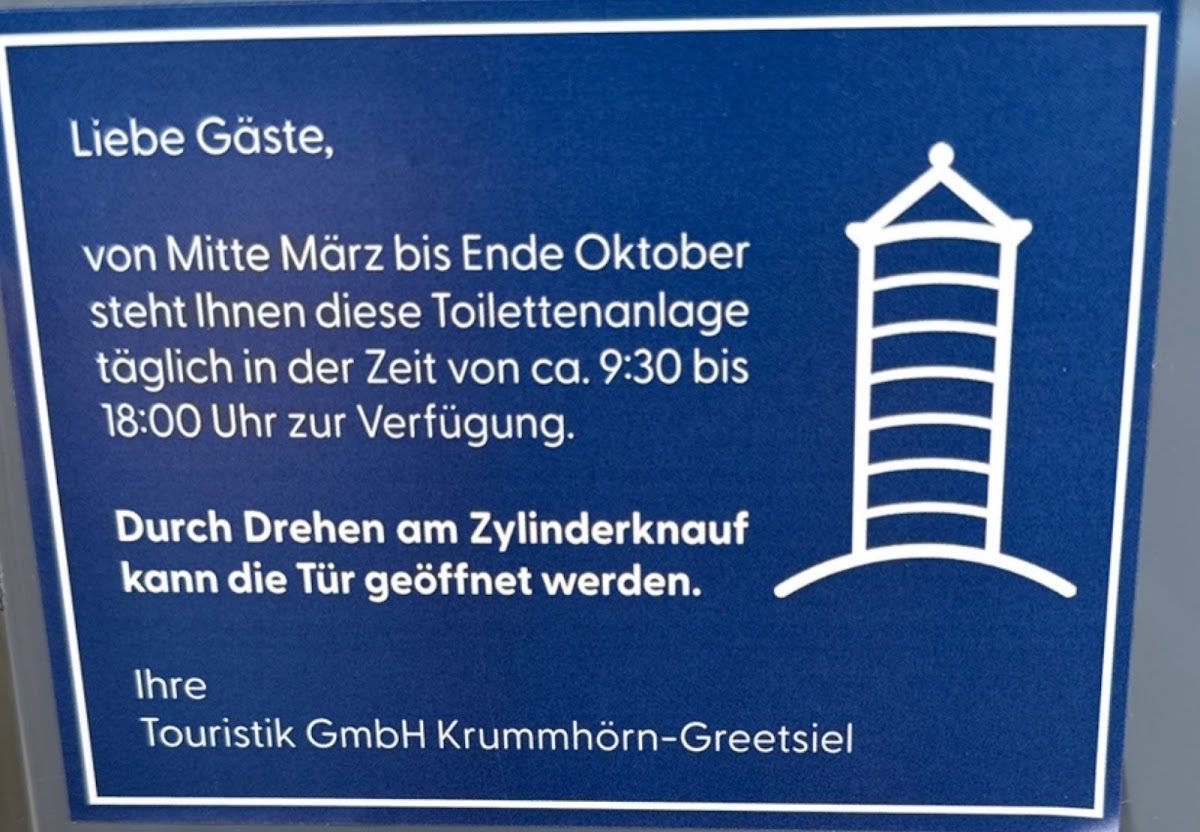 Liebe Gäste,
von Mitte März bis Ende Oktober
steht Ihnen diese Toilettenanlage
täglich in der Zeit von ca. 9:30 bis
18:00 Uhr zur Verfügung.
Durch Drehen am Zylinderknauf
kann die Tür geöffnet werden.
Ihre
Touristik GmbH Krummhörn-Greetsiel